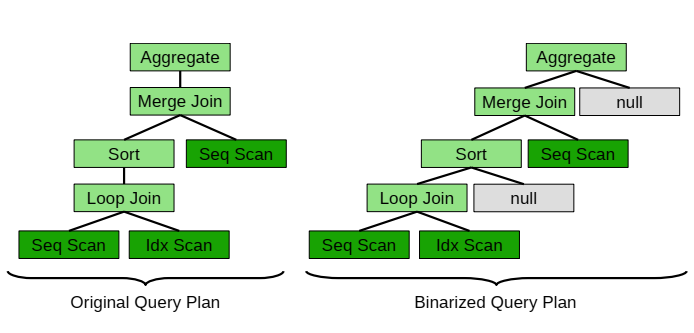 Aggregate
Merge Join
Sort
Seq Scan
Loop Join
Seq Scan
Idx Scan
Original Query Plan
Aggregate
Merge Join
null
Sort
Seq Scan
Loop Join
null
Seq Scan
Idx Scan
Binarized Query Plan